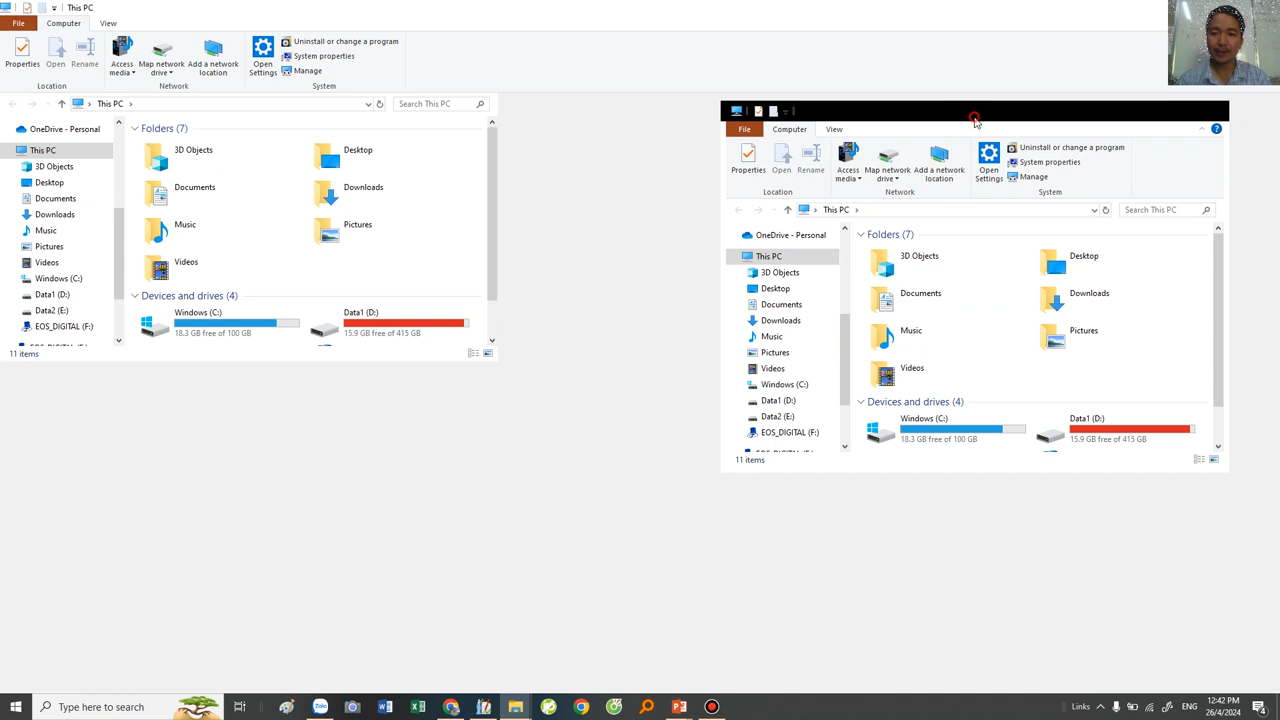 This PC
File Computer View
Properties Open Rename Access media Map network drive Add a network location Open Settings Uninstall or change a program
System properties
Manage
Location Network System
This PC Search This PC
OneDrive - Personal
This PC
3D Objects
Desktop
Documents
Downloads
Music
Pictures
Videos
Windows (C:)
Data1 (D:)
Data2 (E:)
EOS_DIGITAL (F:)
Folders (7)
3D Objects Desktop
Documents Downloads
Music Pictures
Videos
Devices and drives (4)
Windows (C:) Data1 (D:)
18.3 GB free of 100 GB 15.9 GB free of 415 GB
11 items
File Computer View
Properties Open Rename Access media Map network drive Add a network location Open Settings Uninstall or change a program
System properties
Manage
Location Network System
This PC Search This PC
OneDrive - Personal
This PC
3D Objects
Desktop
Documents
Downloads
Music
Pictures
Videos
Windows (C:)
Data1 (D:)
Data2 (E:)
EOS_DIGITAL (F:)
Folders (7)
3D Objects Desktop
Documents Downloads
Music Pictures
Videos
Devices and drives (4)
Windows (C:) Data1 (D:)
18.3 GB free of 100 GB 15.9 GB free of 415 GB
11 items
Type here to search Zalo Links ENG 12:42 PM
26/4/2024